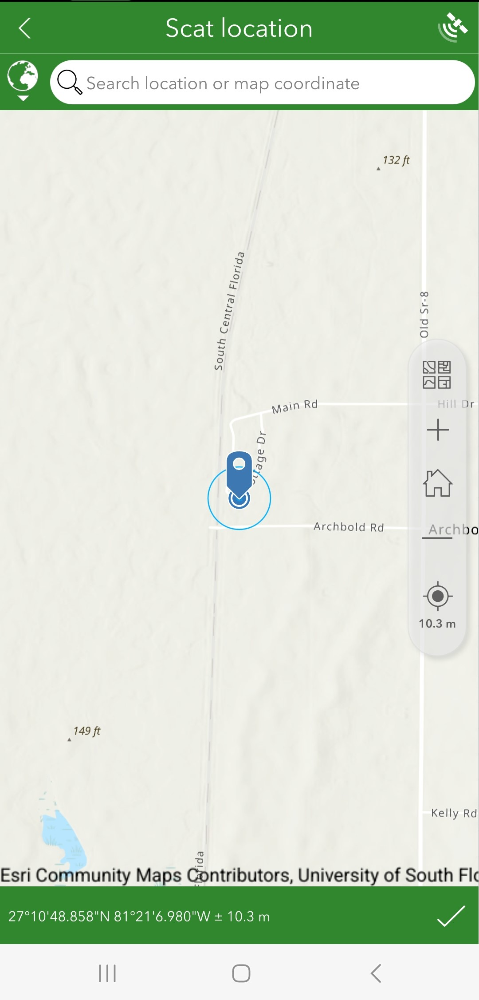 Scat location
Search location or map coordinate
132 ft
South Central Florida
Old Sr-8
Main Rd
Hill Dr
ttage Dr
Archbold Rd
Archbo
10.3 m
149 ft
Kelly Rd
Florida
Esri Community Maps Contributors, University of South Flo
27°10'48.858"N 81°21'6.980"W ± 10.3 m